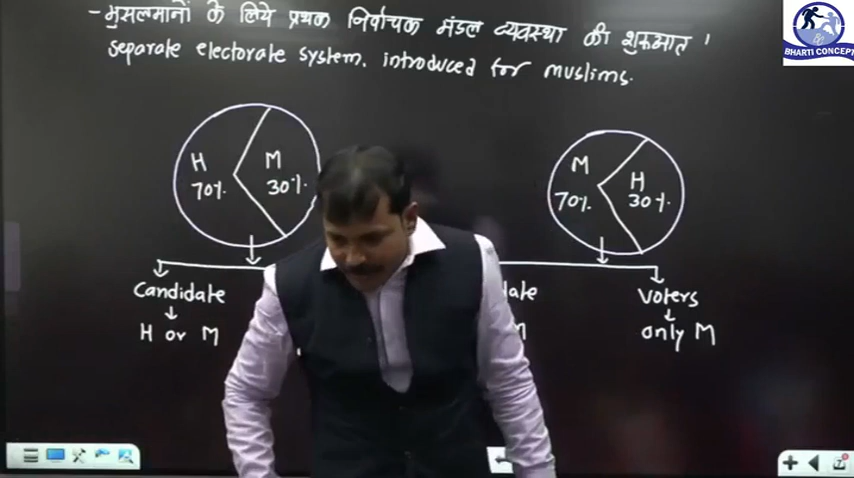 - मुसलमानों के लिये प्रथक निर्वाचक मंडल व्यवस्था की शुरूआत ।
separate electorate system, introduced for muslims.
BHARTI CONCEPT
H
70%
M
30%
M
70%
H
30%
Candidate
H or M
Voters
only M